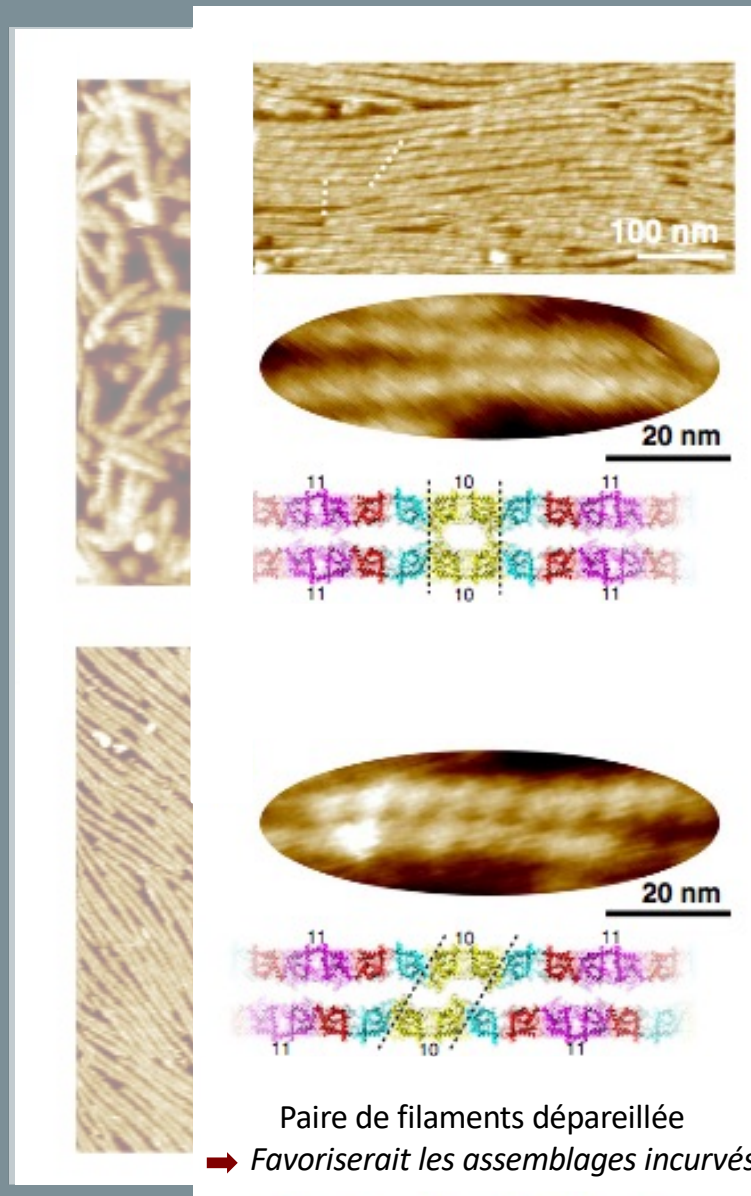 100 nm
20 nm
11 10 11
11 10 11
20 nm
11 10 11
11 10 11
Paire de filaments dépareillée
Favoriserait les assemblages incurvés